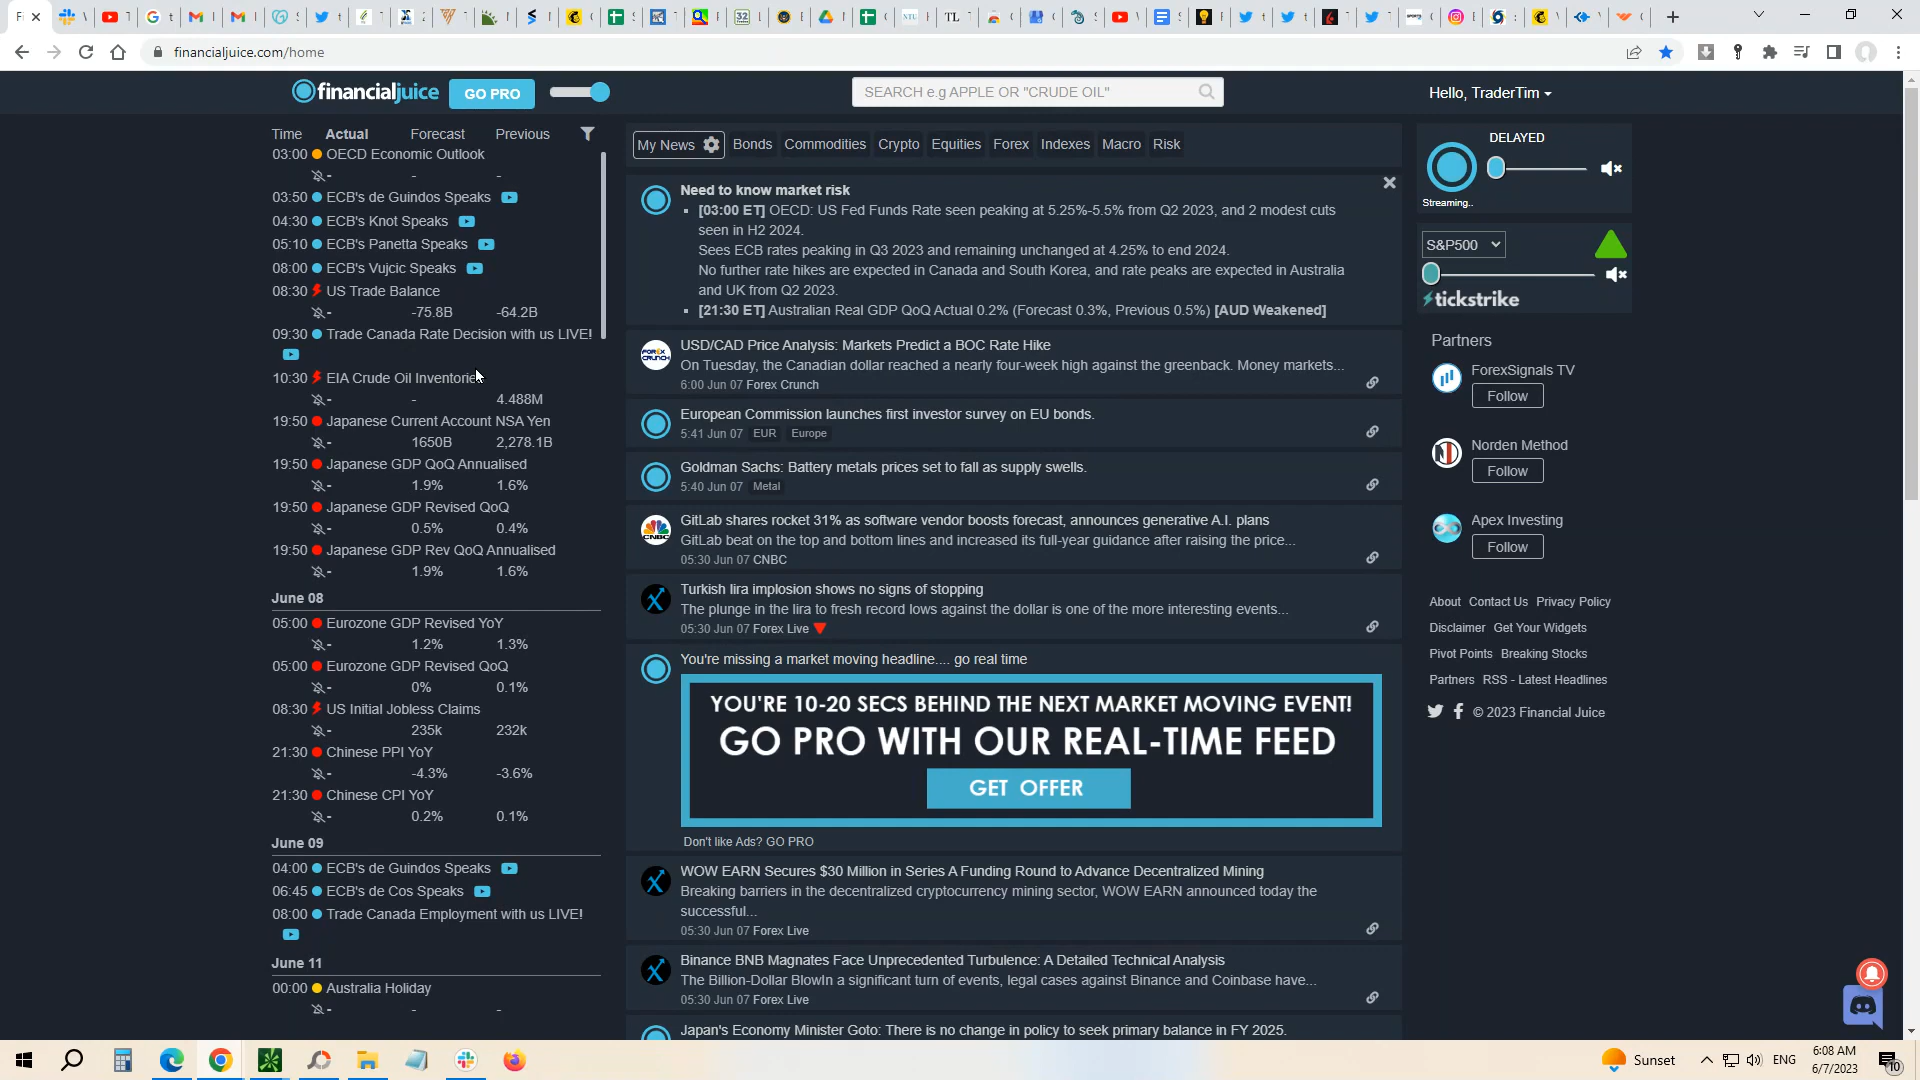 financialjuice.com/home
financialjuice
GO PRO
SEARCH e.g APPLE OR "CRUDE OIL"
Hello, TraderTim
Time Actual Forecast Previous
03:00 OECD Economic Outlook
- - -
03:50 ECB's de Guindos Speaks
04:30 ECB's Knot Speaks
05:10 ECB's Panetta Speaks
08:00 ECB's Vujcic Speaks
08:30 US Trade Balance
- -75.8B -64.2B
09:30 Trade Canada Rate Decision with us LIVE!
10:30 EIA Crude Oil Inventories
- - 4.488M
19:50 Japanese Current Account NSA Yen
- 1650B 2,278.1B
19:50 Japanese GDP QoQ Annualised
- 1.9% 1.6%
19:50 Japanese GDP Revised QoQ
- 0.5% 0.4%
19:50 Japanese GDP Rev QoQ Annualised
- 1.9% 1.6%
June 08
05:00 Eurozone GDP Revised YoY
- 1.2% 1.3%
05:00 Eurozone GDP Revised QoQ
- 0% 0.1%
08:30 US Initial Jobless Claims
- 235k 232k
21:30 Chinese PPI YoY
- -4.3% -3.6%
21:30 Chinese CPI YoY
- 0.2% 0.1%
June 09
04:00 ECB's de Guindos Speaks
06:45 ECB's de Cos Speaks
08:00 Trade Canada Employment with us LIVE!
June 11
00:00 Australia Holiday
- - -
My News Bonds Commodities Crypto Equities Forex Indexes Macro Risk
Need to know market risk
[03:00 ET] OECD: US Fed Funds Rate seen peaking at 5.25%-5.5% from Q2 2023, and 2 modest cuts
seen in H2 2024.
Sees ECB rates peaking in Q3 2023 and remaining unchanged at 4.25% to end 2024.
No further rate hikes are expected in Canada and South Korea, and rate peaks are expected in Australia
and UK from Q2 2023.
[21:30 ET] Australian Real GDP QoQ Actual 0.2% (Forecast 0.3%, Previous 0.5%) [AUD Weakened]
FOREX CRUNCH
USD/CAD Price Analysis: Markets Predict a BOC Rate Hike
On Tuesday, the Canadian dollar reached a nearly four-week high against the greenback. Money markets...
6:00 Jun 07 Forex Crunch
European Commission launches first investor survey on EU bonds.
5:41 Jun 07 EUR Europe
Goldman Sachs: Battery metals prices set to fall as supply swells.
5:40 Jun 07 Metal
CNBC
GitLab shares rocket 31% as software vendor boosts forecast, announces generative A.I. plans
GitLab beat on the top and bottom lines and increased its full-year guidance after raising the price...
05:30 Jun 07 CNBC
Turkish lira implosion shows no signs of stopping
The plunge in the lira to fresh record lows against the dollar is one of the more interesting events...
05:30 Jun 07 Forex Live
You're missing a market moving headline.... go real time
YOU'RE 10-20 SECS BEHIND THE NEXT MARKET MOVING EVENT!
GO PRO WITH OUR REAL-TIME FEED
GET OFFER
Don't like Ads? GO PRO
WOW EARN Secures $30 Million in Series A Funding Round to Advance Decentralized Mining
Breaking barriers in the decentralized cryptocurrency mining sector, WOW EARN announced today the
successful...
05:30 Jun 07 Forex Live
Binance BNB Magnates Face Unprecedented Turbulence: A Detailed Technical Analysis
The Billion-Dollar BlowIn a significant turn of events, legal cases against Binance and Coinbase have...
05:30 Jun 07 Forex Live
Japan's Economy Minister Goto: There is no change in policy to seek primary balance in FY 2025.
DELAYED
Streaming..
S&P500
tickstrike
Partners
ForexSignals TV
Follow
Norden Method
Follow
Apex Investing
Follow
About Contact Us Privacy Policy
Disclaimer Get Your Widgets
Pivot Points Breaking Stocks
Partners RSS - Latest Headlines
© 2023 Financial Juice
Sunset
ENG
6:08 AM
6/7/2023
10